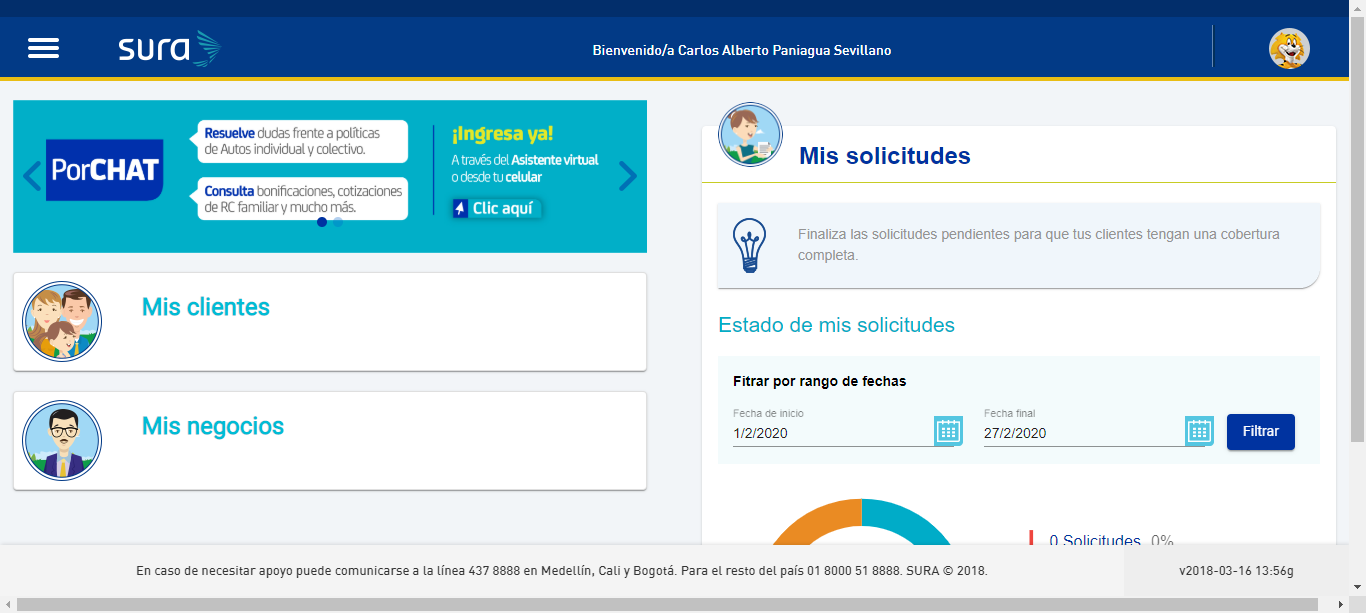 sura
Bienvenido/a Carlos Alberto Paniagua Sevillano
PorCHAT
Resuelve dudas frente a políticas
de Autos individual y colectivo.
Consulta bonificaciones, cotizaciones
de RC familiar y mucho más.
¡Ingresa ya!
A través del Asistente virtual
o desde tu celular
Clic aquí
Mis clientes
Mis negocios
Mis solicitudes
Finaliza las solicitudes pendientes para que tus clientes tengan una cobertura
completa.
Estado de mis solicitudes
Fitrar por rango de fechas
Fecha de inicio
1/2/2020
Fecha final
27/2/2020
Filtrar
0 Solicitudes 0%
En caso de necesitar apoyo puede comunicarse a la línea 437 8888 en Medellín, Cali y Bogotá. Para el resto del país 01 8000 51 8888. SURA © 2018.
v2018-03-16 13:56g